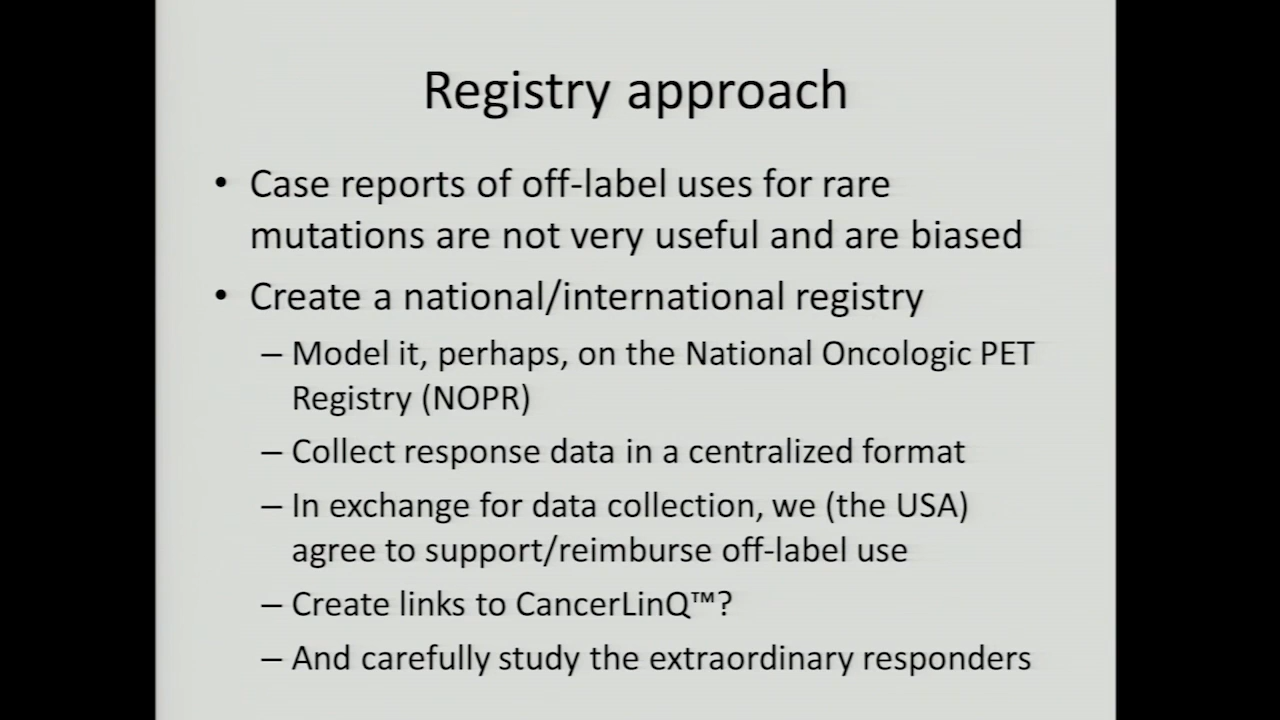 Registry approach
• Case reports of off-label uses for rare
mutations are not very useful and are biased
• Create a national/international registry
– Model it, perhaps, on the National Oncologic PET
Registry (NOPR)
– Collect response data in a centralized format
– In exchange for data collection, we (the USA)
agree to support/reimburse off-label use
– Create links to CancerLinQ™?
– And carefully study the extraordinary responders